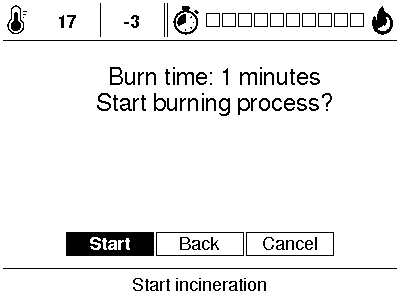 17 -3
Burn time: 1 minutes
Start burning process?
Start Back Cancel
Start incineration